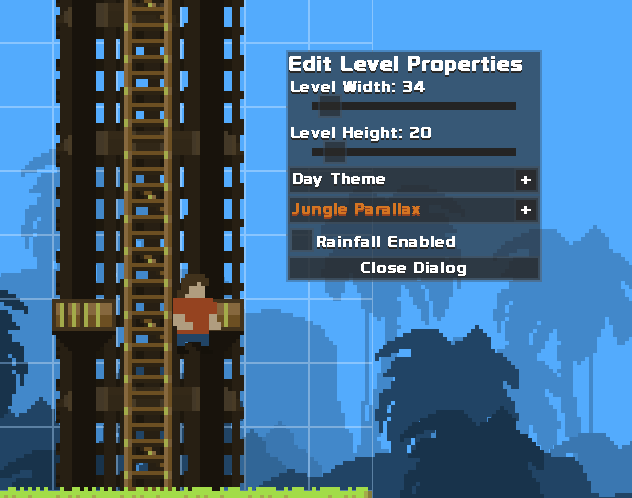 Edit Level Properties
Level Width: 34
Level Height: 20
Day Theme +
Jungle Parallax +
Rainfall Enabled
Close Dialog